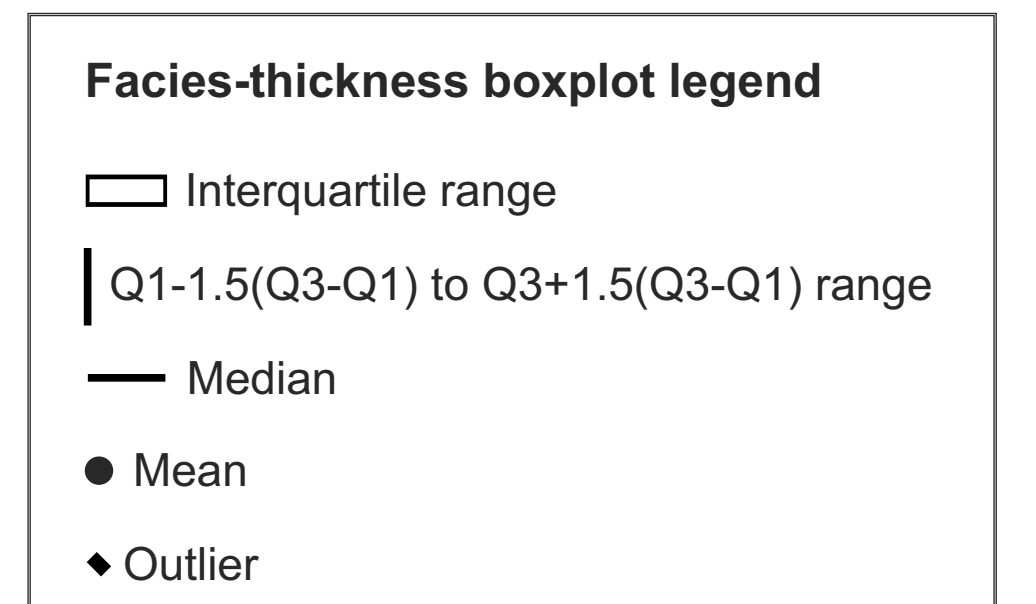 Facies-thickness boxplot legend
Interquartile range
Q1-1.5(Q3-Q1) to Q3+1.5(Q3-Q1) range
Median
Mean
Outlier